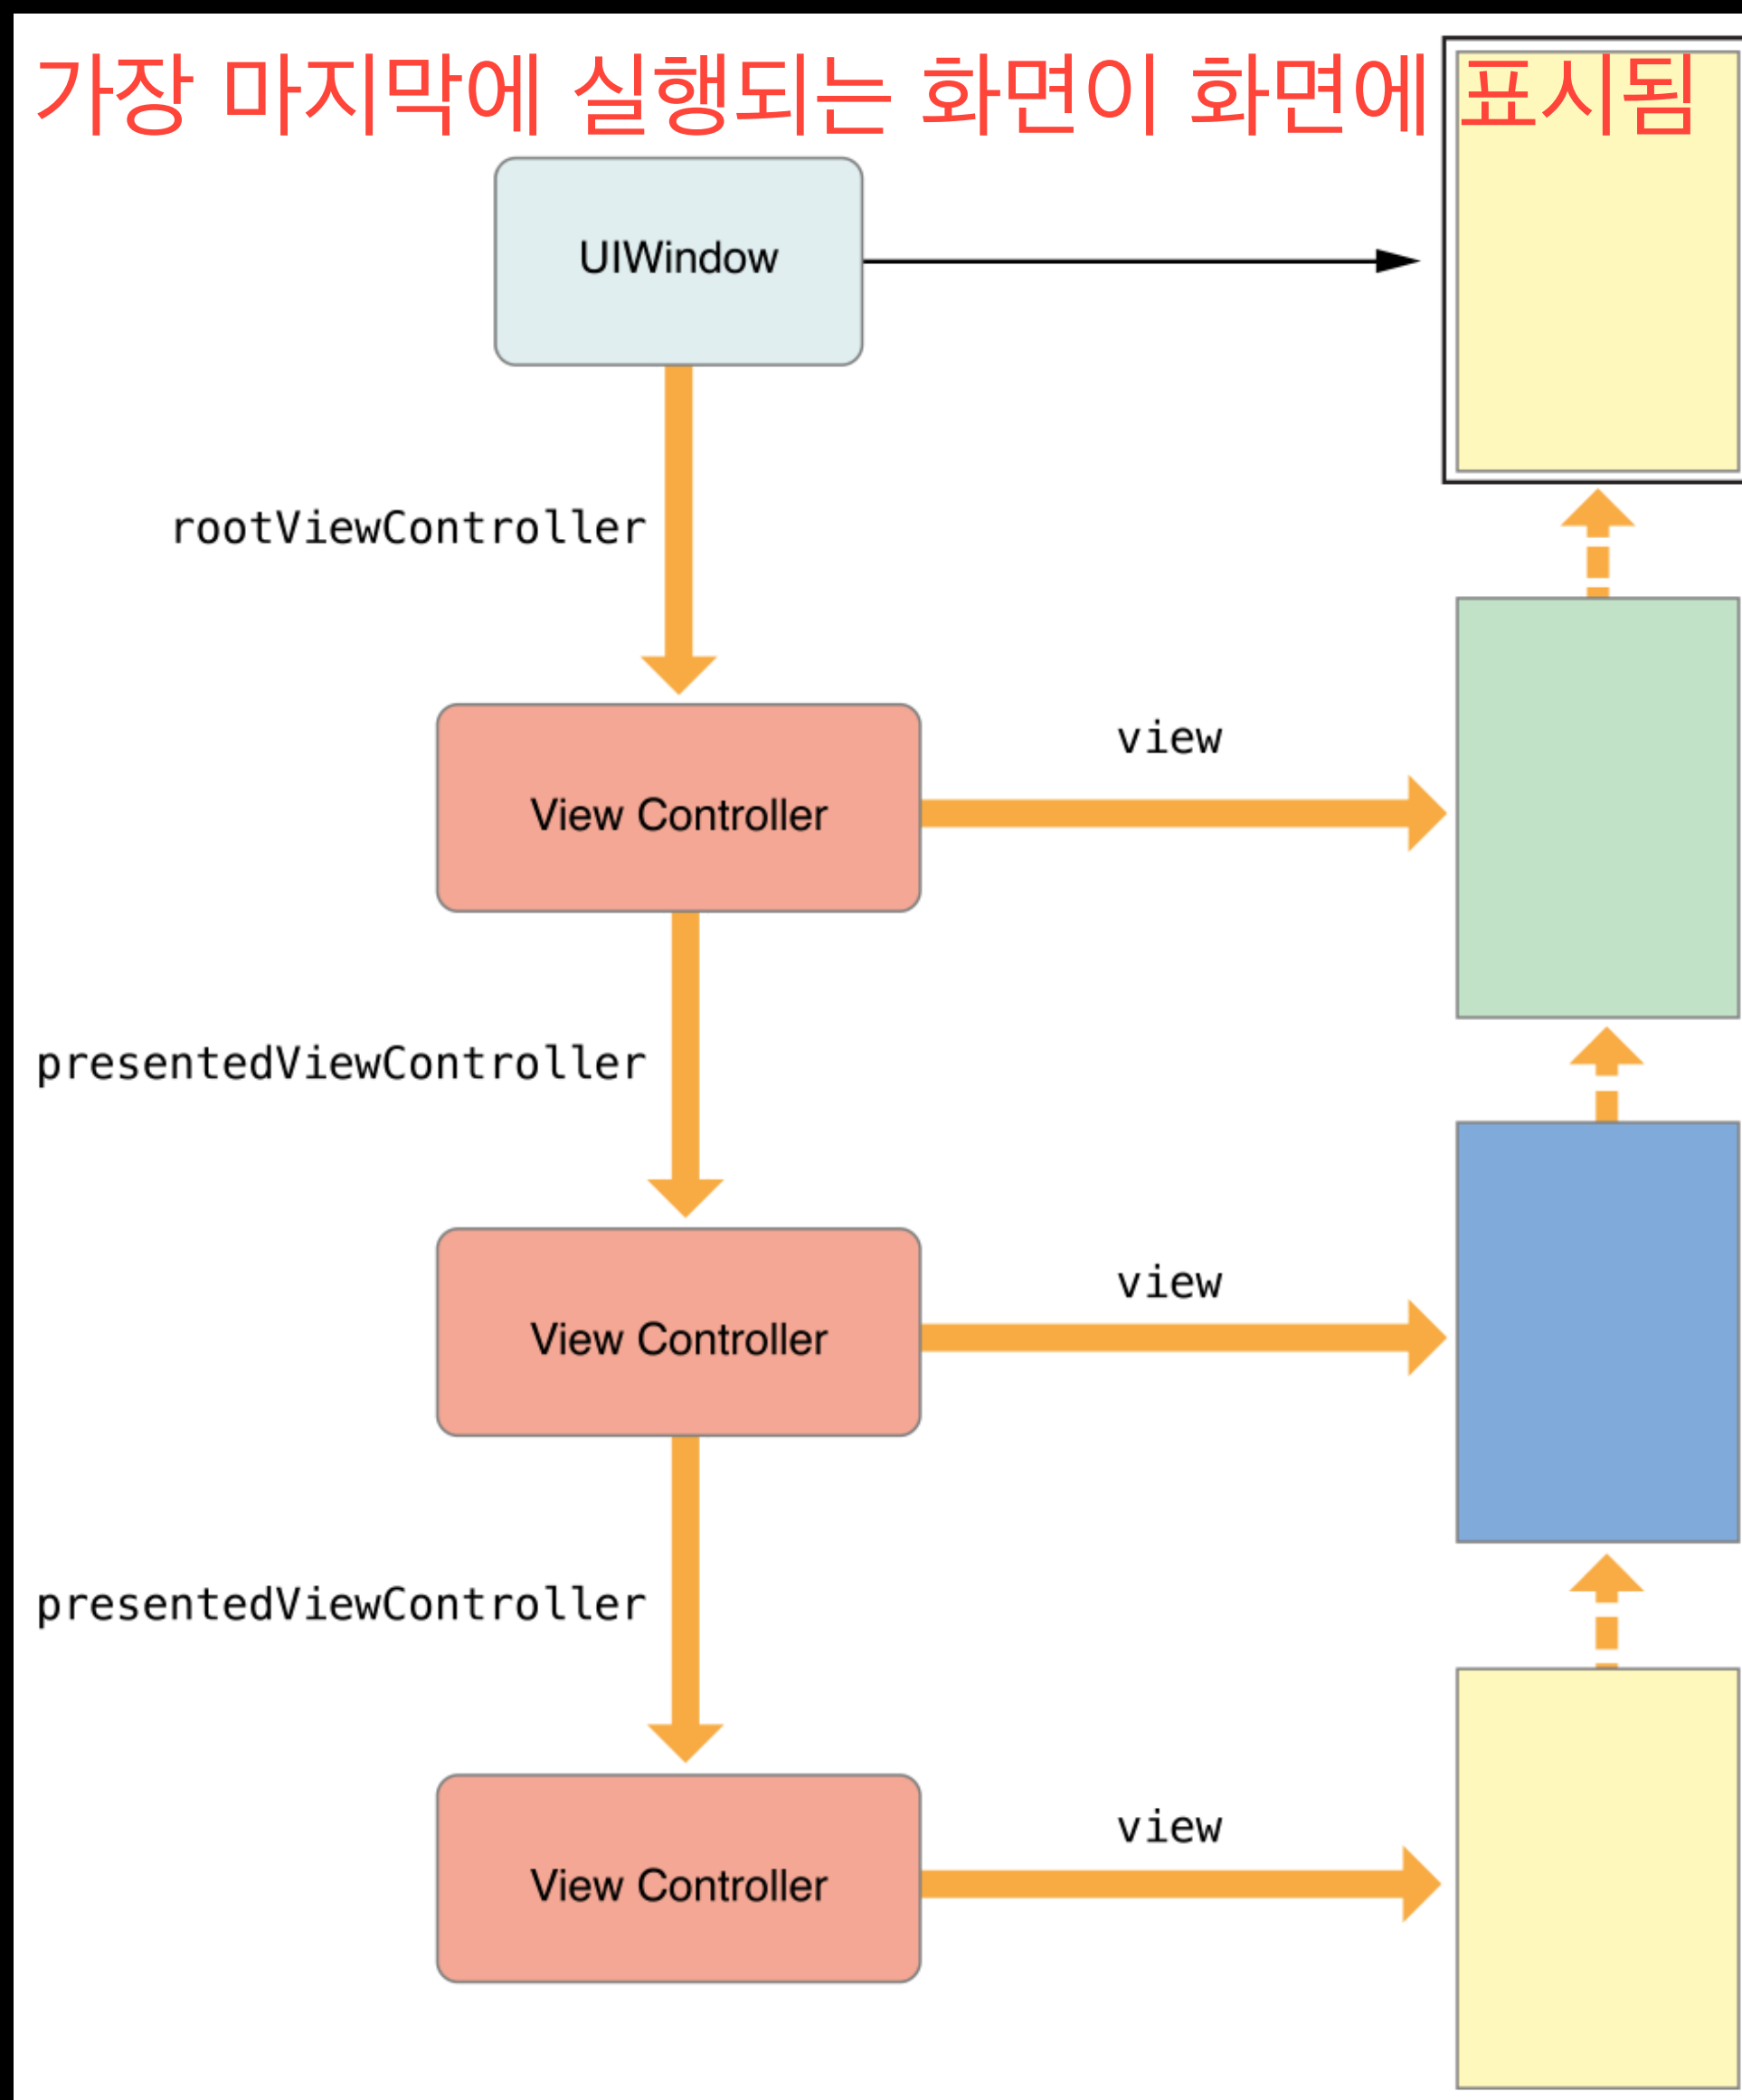 가장 마지막에 실행되는 화면이 화면에 표시됨
UIWindow
rootViewController
view
View Controller
presentedViewController
view
View Controller
presentedViewController
view
View Controller